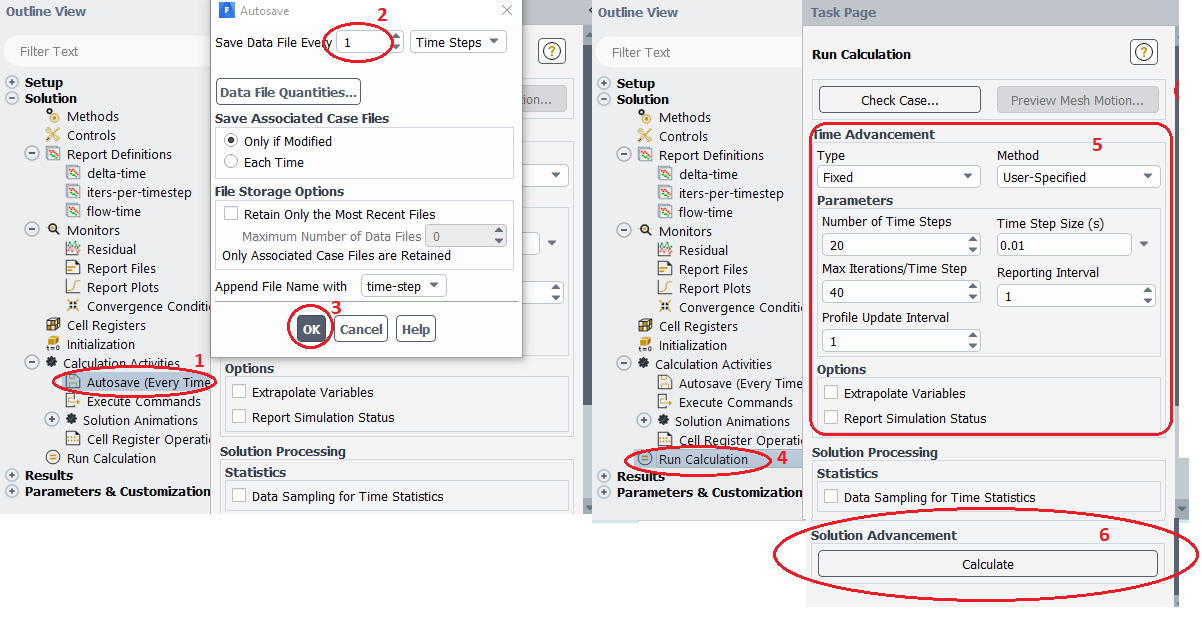 Outline View
Filter Text
Setup
Solution
Methods
Controls
Report Definitions
delta-time
iters-per-timestep
flow-time
Monitors
Residual
Report Files
Report Plots
Convergence Conditi
Cell Registers
Initialization
Calculation Activities
1
Autosave (Every Time
Execute Commands
Solution Animations
Cell Register Operati
Run Calculation
Results
Parameters & Customization
F
Autosave
2
Save Data File Every
1
Time Steps
Data File Quantities...
Save Associated Case Files
Only if Modified
Each Time
File Storage Options
Retain Only the Most Recent Files
Maximum Number of Data Files
0
Only Associated Case Files are Retained
Append File Name with
time-step
3
OK
Cancel
Help
?
ion...
Options
Extrapolate Variables
Report Simulation Status
Solution Processing
Statistics
Data Sampling for Time Statistics
Outline View
Filter Text
Setup
Solution
Methods
Controls
Report Definitions
delta-time
iters-per-timestep
flow-time
Monitors
Residual
Report Files
Report Plots
Convergence Conditi
Cell Registers
Initialization
Calculation Activities
Autosave (Every Time
Execute Commands
Solution Animations
Cell Register Operati
Run Calculation
4
Results
Parameters & Customization
Task Page
Run Calculation
?
Check Case...
Preview Mesh Motion...
Time Advancement
5
Type
Method
Fixed
User-Specified
Parameters
Number of Time Steps
Time Step Size (s)
20
0.01
Max Iterations/Time Step
Reporting Interval
40
1
Profile Update Interval
1
Options
Extrapolate Variables
Report Simulation Status
Solution Processing
Statistics
Data Sampling for Time Statistics
Solution Advancement
6
Calculate